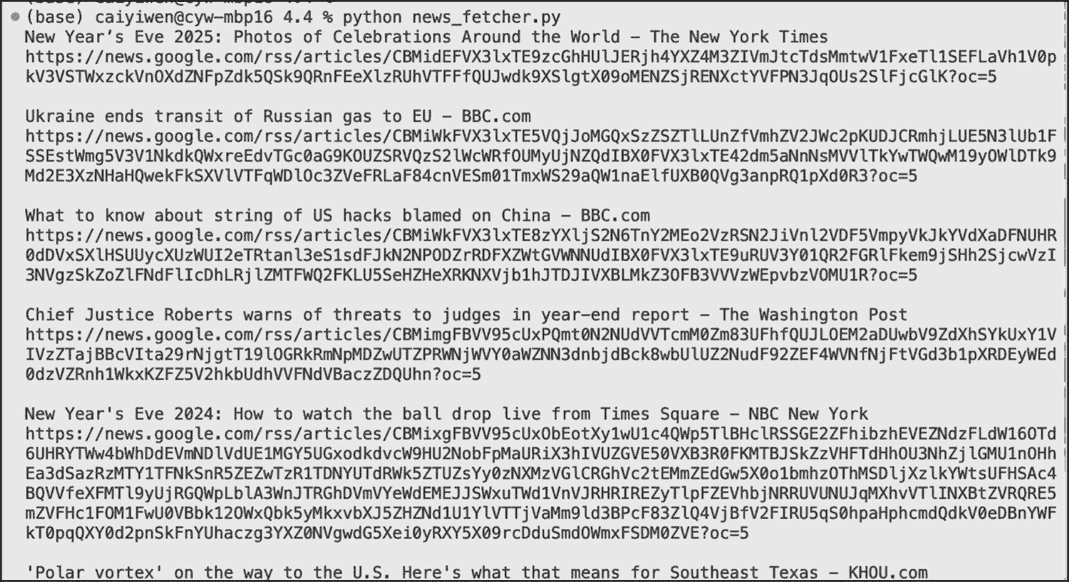 (base) caiyiwen@cyw-mbp16 4.4 % python news_fetcher.py
New Year’s Eve 2025: Photos of Celebrations Around the World – The New York Times
https://news.google.com/rss/articles/CBMidEFVX3lxTE9zcGhHUlJERjh4YXZ4M3ZIVmJtcTdsMmtwV1FxeTl1SEFLaVh1V0p
kV3VSTWxzckVnOXdZNFpZdk5QSk9QRnFEeXlzRUhVTFFfQUJwdk9XSlgtX09oMENZSjRENXctYVFPN3JqOUs2SlFjcGlK?oc=5
Ukraine ends transit of Russian gas to EU – BBC.com
https://news.google.com/rss/articles/CBMiWkFVX3lxTE5VQjJoMGQxSzZSZTlLUnZfVmhZV2JWc2pKUDJCRmhjLUE5N3lUb1F
SSEstWmg5V3V1NkdkQWxreEdvTGc0aG9KOUZSRVQzS2lWcWRfOUMyUjNZQdIBX0FVX3lxTE42dm5aNnNsMVVlTkYwTWQwM19yOWlDTk9
Md2E3XzNHaHQwekFkSXVlVTFqWDlOc3ZVeFRLaF84cnVESm01TmxWS29aQW1naElfUXB0QVg3anpRQ1pXd0R3?oc=5
What to know about string of US hacks blamed on China – BBC.com
https://news.google.com/rss/articles/CBMiWkFVX3lxTE8zYXljS2N6TnY2MEo2VzRSN2JiVnl2VDF5VmpyVkJkYVdXaDFNUHR
0dDVxSXlHSUUycXUzWUI2eTRtanl3eS1sdFJkN2NPODZrRDFXZWtGVWNNUdIBX0FVX3lxTE9uRUV3Y01QR2FGRlFkem9jSHh2SjcwVzI
3NVgzSkZoZlFNdFlIcDhLRjlZMTFWQ2FKLU5SeHZHeXRKNXVjb1hJTDJIVXBLMkZ3OFB3VVVzWEpvbzVOMU1R?oc=5
Chief Justice Roberts warns of threats to judges in year-end report – The Washington Post
https://news.google.com/rss/articles/CBMimgFBVV95cUxPQmt0N2NUdVVTcmM0Zm83UFhfQUJLOEM2aDUwbV9ZdXhSYkUxY1V
IVzZTajBBcVIta29rNjgtT19lOGRkRmNpMDZwUTZPRWNjWVY0aWZNN3dnbjdBck8wbUlUZ2NudF92ZEF4WVNfNjFtVGd3b1pXRDEyWEd
0dzVZRnh1WkxKZFZ5V2hkbUdhVVFNdVBaczZDQUhn?oc=5
New Year's Eve 2024: How to watch the ball drop live from Times Square – NBC New York
https://news.google.com/rss/articles/CBMixgFBVV95cUxObEotXy1wU1c4QWp5TlBHclRSSGE2ZFhibzhEVEZNdzFLdW16OTd
6UHRYTWw4bWhDdEVmNDlVdUE1MGY5UGxodkdvcW9HU2NobFpMaURiX3hIVUZGVE50VXB3R0FKMTBJSkZzVHFTdHhOU3NhZjlGMU1nOHh
Ea3dSazRzMTY1TFNkSnR5ZEZwTzR1TDNYUTdRWk5ZTUZsYy0zNXMzVGlCRGhVc2tEMmZEdGw5X0o1bmhzOThMSDljXzlkYWtsUFHSAc4
BQVVfeXFMTl9yUjRGQWpLblA3WnJTRGhDVmVYeWdEMEJJSWxuTWd1VnVJRHRIREZyTlpFZEVhbjNRRUVUNUJqMXhvVTlINXBtZVRQRE5
mZVFHc1FOM1FwU0VBbk12OWxQbk5yMkxvbXJ5ZHZNd1U1YlVTTjVaMm9ld3BPcF83ZlQ4VjBfV2FIRU5qS0hpaHphcmdQdkV0eDBnYWF
kT0pqQXY0d2pnSkFnYUhaczg3YXZ0NVgwdG5Xei0yRXY5X09rcDduSmdOWmxFSDM0ZVE?oc=5
'Polar vortex' on the way to the U.S. Here's what that means for Southeast Texas – KHOU.com